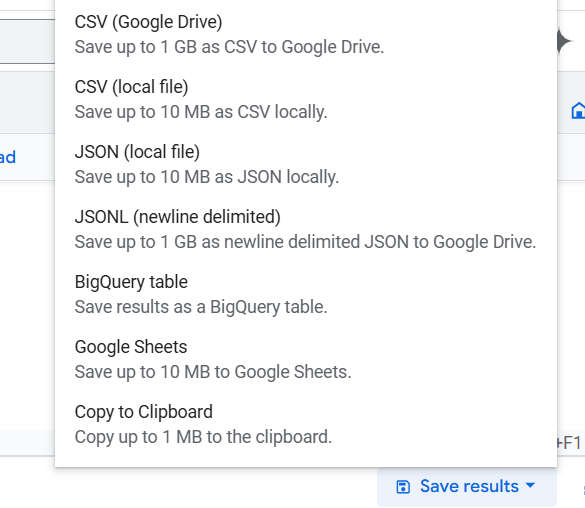 CSV (Google Drive)
Save up to 1 GB as CSV to Google Drive.
CSV (local file)
Save up to 10 MB as CSV locally.
ad
JSON (local file)
Save up to 10 MB as JSON locally.
JSONL (newline delimited)
Save up to 1 GB as newline delimited JSON to Google Drive.
BigQuery table
Save results as a BigQuery table.
Google Sheets
Save up to 10 MB to Google Sheets.
Copy to Clipboard
Copy up to 1 MB to the clipboard.
+F1
Save results